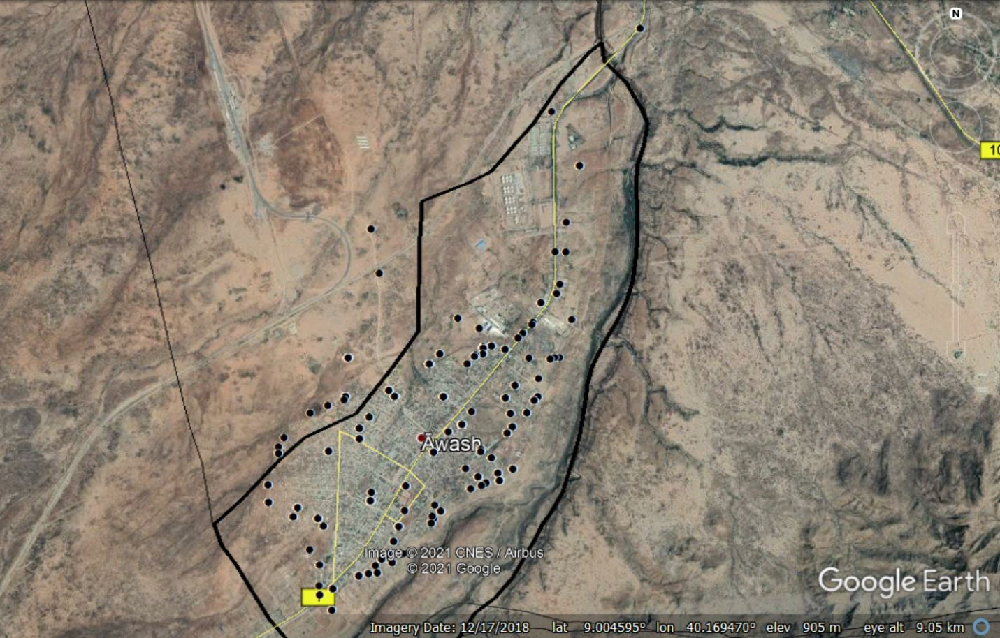 N
10
Āwash
Image © 2021 CNES / Airbus
© 2021 Google
Google Earth
Imagery Date: 12/17/2018 lat 9.004595° lon 40.169470° elev 905 m eye alt 9.05 km